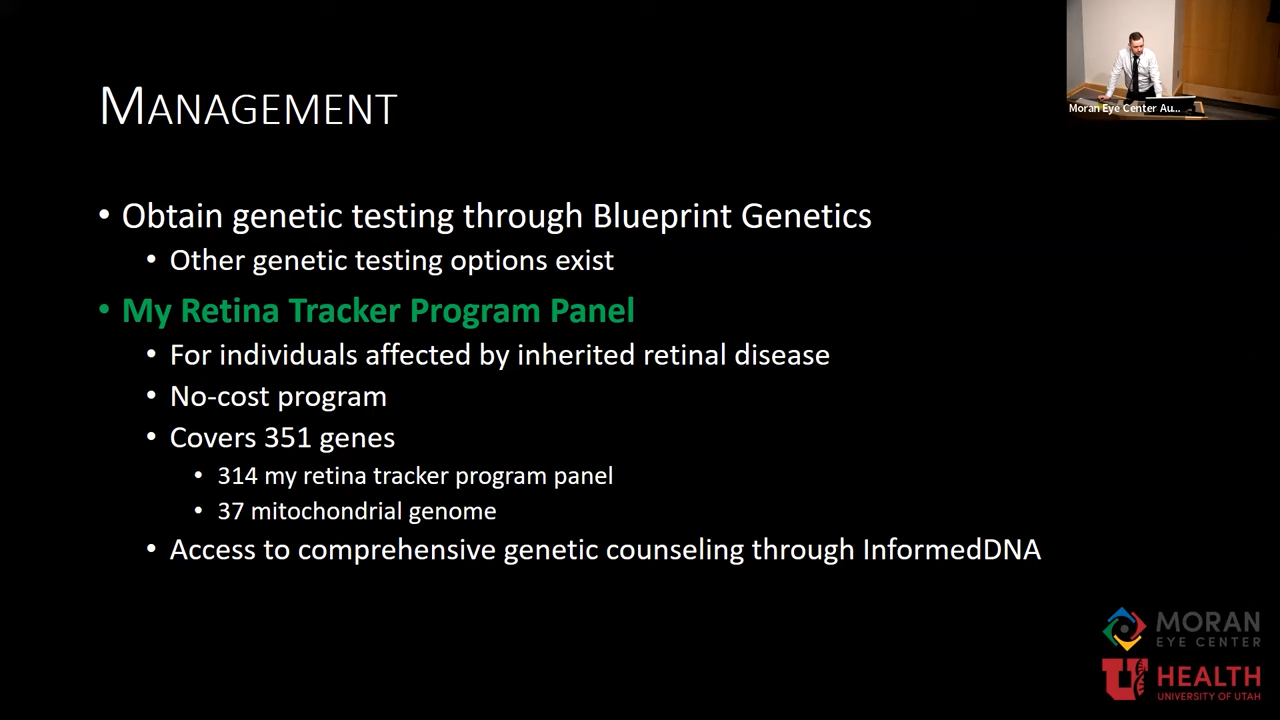 Moran Eye Center Au...
MANAGEMENT
• Obtain genetic testing through Blueprint Genetics
• Other genetic testing options exist
• My Retina Tracker Program Panel
• For individuals affected by inherited retinal disease
• No-cost program
• Covers 351 genes
• 314 my retina tracker program panel
• 37 mitochondrial genome
• Access to comprehensive genetic counseling through InformedDNA
MORAN
EYE CENTER
U HEALTH
UNIVERSITY OF UTAH